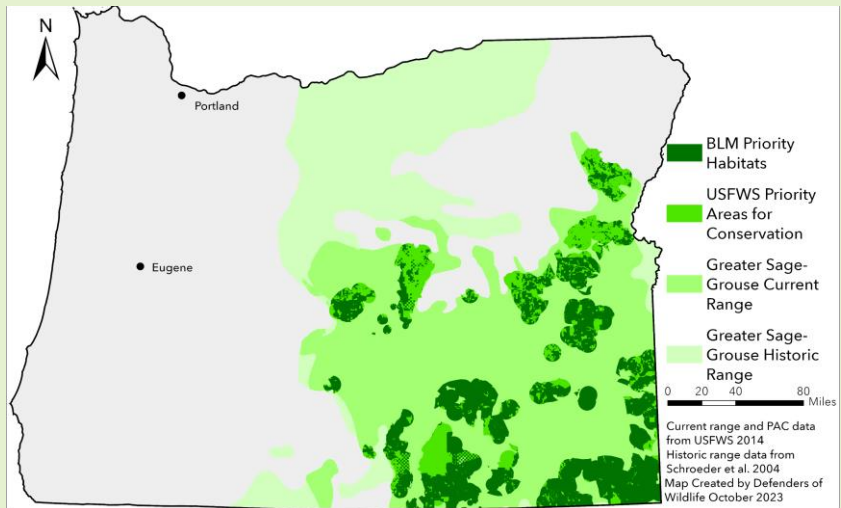 N
Portland
Eugene
BLM Priority
Habitats
USFWS Priority
Areas for
Conservation
Greater Sage-
Grouse Current
Range
Greater Sage-
Grouse Historic
Range
0 20 40 80
Miles
Current range and PAC data
from USFWS 2014
Historic range data from
Schroeder et al. 2004
Map Created by Defenders of
Wildlife October 2023